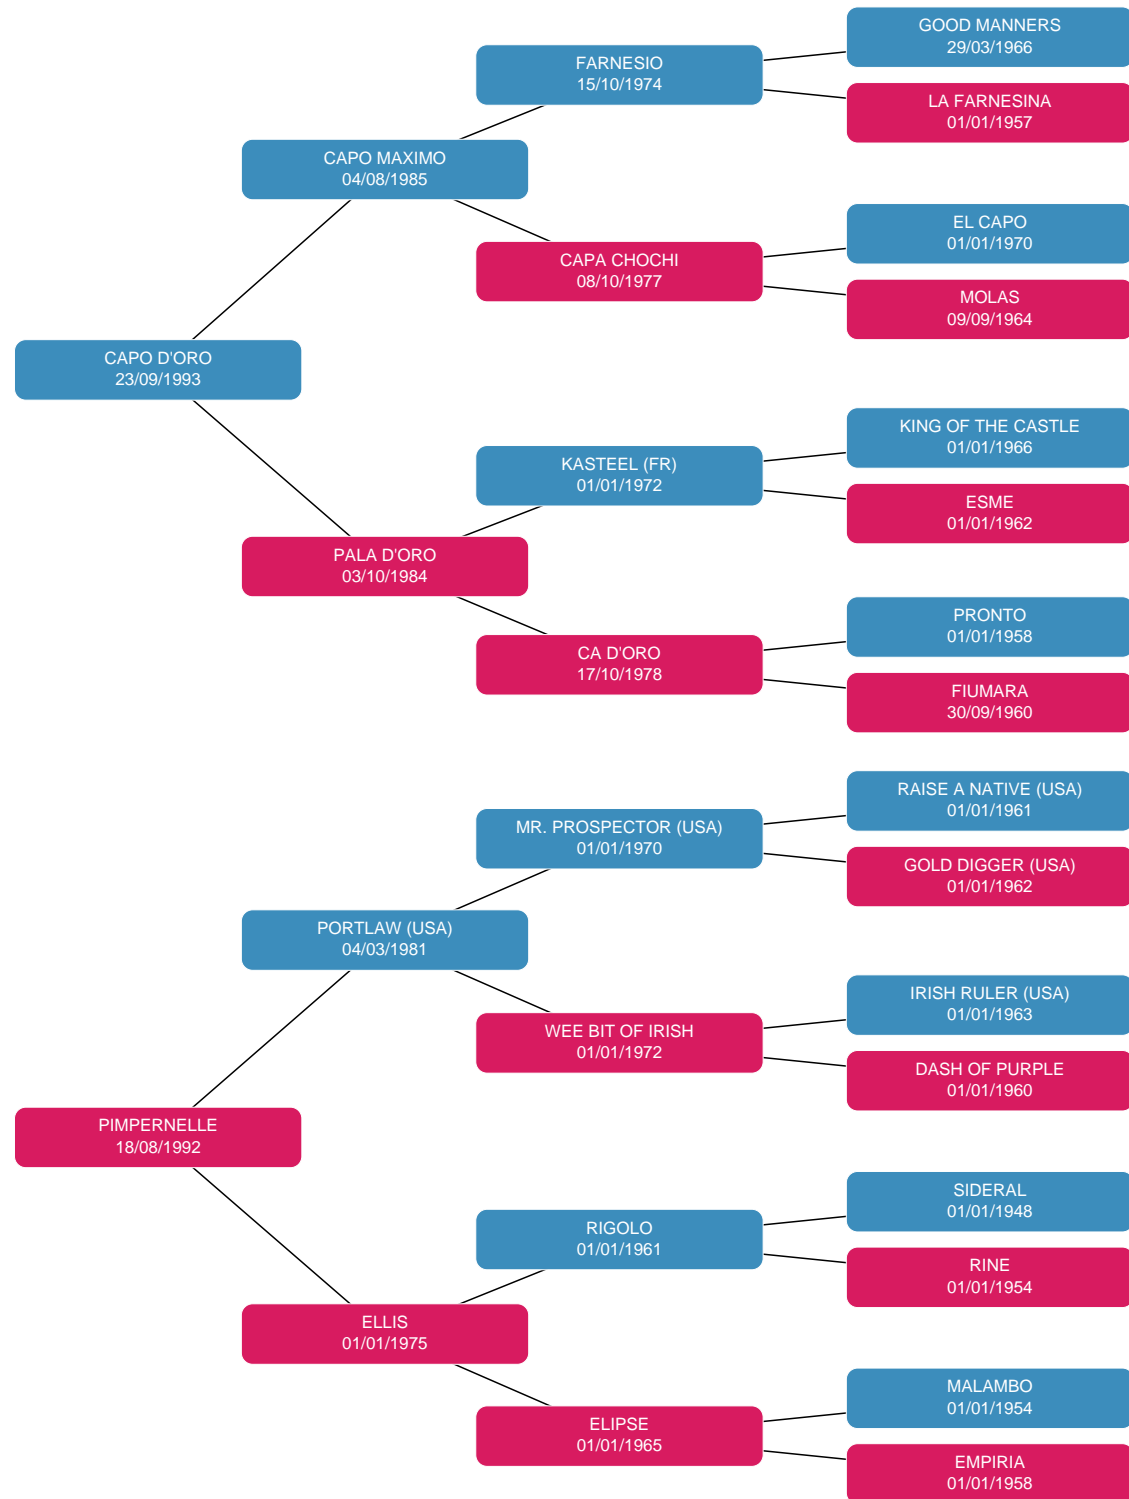 GOOD MANNERS
29/03/1966
FARNESIO
15/10/1974
LA FARNESINA
01/01/1957
CAPO MAXIMO
04/08/1985
EL CAPO
01/01/1970
CAPA CHOCHI
08/10/1977
MOLAS
09/09/1964
CAPO D'ORO
23/09/1993
KING OF THE CASTLE
01/01/1966
KASTEEL (FR)
01/01/1972
ESME
01/01/1962
PALA D'ORO
03/10/1984
PRONTO
01/01/1958
CA D'ORO
17/10/1978
FIUMARA
30/09/1960
RAISE A NATIVE (USA)
01/01/1961
MR. PROSPECTOR (USA)
01/01/1970
GOLD DIGGER (USA)
01/01/1962
PORTLAW (USA)
04/03/1981
IRISH RULER (USA)
01/01/1963
WEE BIT OF IRISH
01/01/1972
DASH OF PURPLE
01/01/1960
PIMPERNELLE
18/08/1992
SIDERAL
01/01/1948
RIGOLO
01/01/1961
RINE
01/01/1954
ELLIS
01/01/1975
MALAMBO
01/01/1954
ELIPSE
01/01/1965
EMPIRIA
01/01/1958